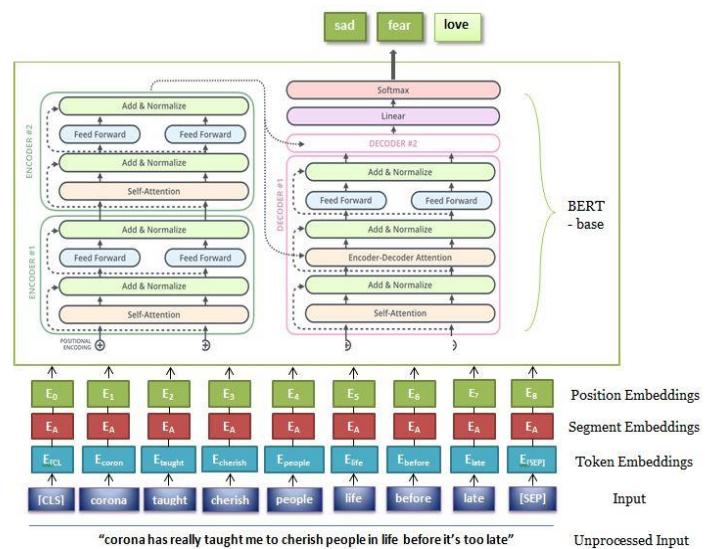 sad fear love
Softmax
Linear
DECODER #2
ENCODER #2
Add & Normalize
Feed Forward Feed Forward
Add & Normalize
Self-Attention
ENCODER #1
Add & Normalize
Feed Forward Feed Forward
Add & Normalize
Self-Attention
POSITIONAL
ENCODING
DECODER #1
Add & Normalize
Feed Forward Feed Forward
Add & Normalize
Encoder-Decoder Attention
Add & Normalize
Self-Attention
BERT
- base
E0 E1 E2 E3 E4 E5 E6 E7 E8 Position Embeddings
EA EA EA EA EA EA EA EA EA Segment Embeddings
E[CL Ecoron Etaught Echerish Epeople Elife Ebefore Elate E[SEP] Token Embeddings
[CLS] corona taught cherish people life before late [SEP] Input
“corona has really taught me to cherish people in life before it’s too late” Unprocessed Input